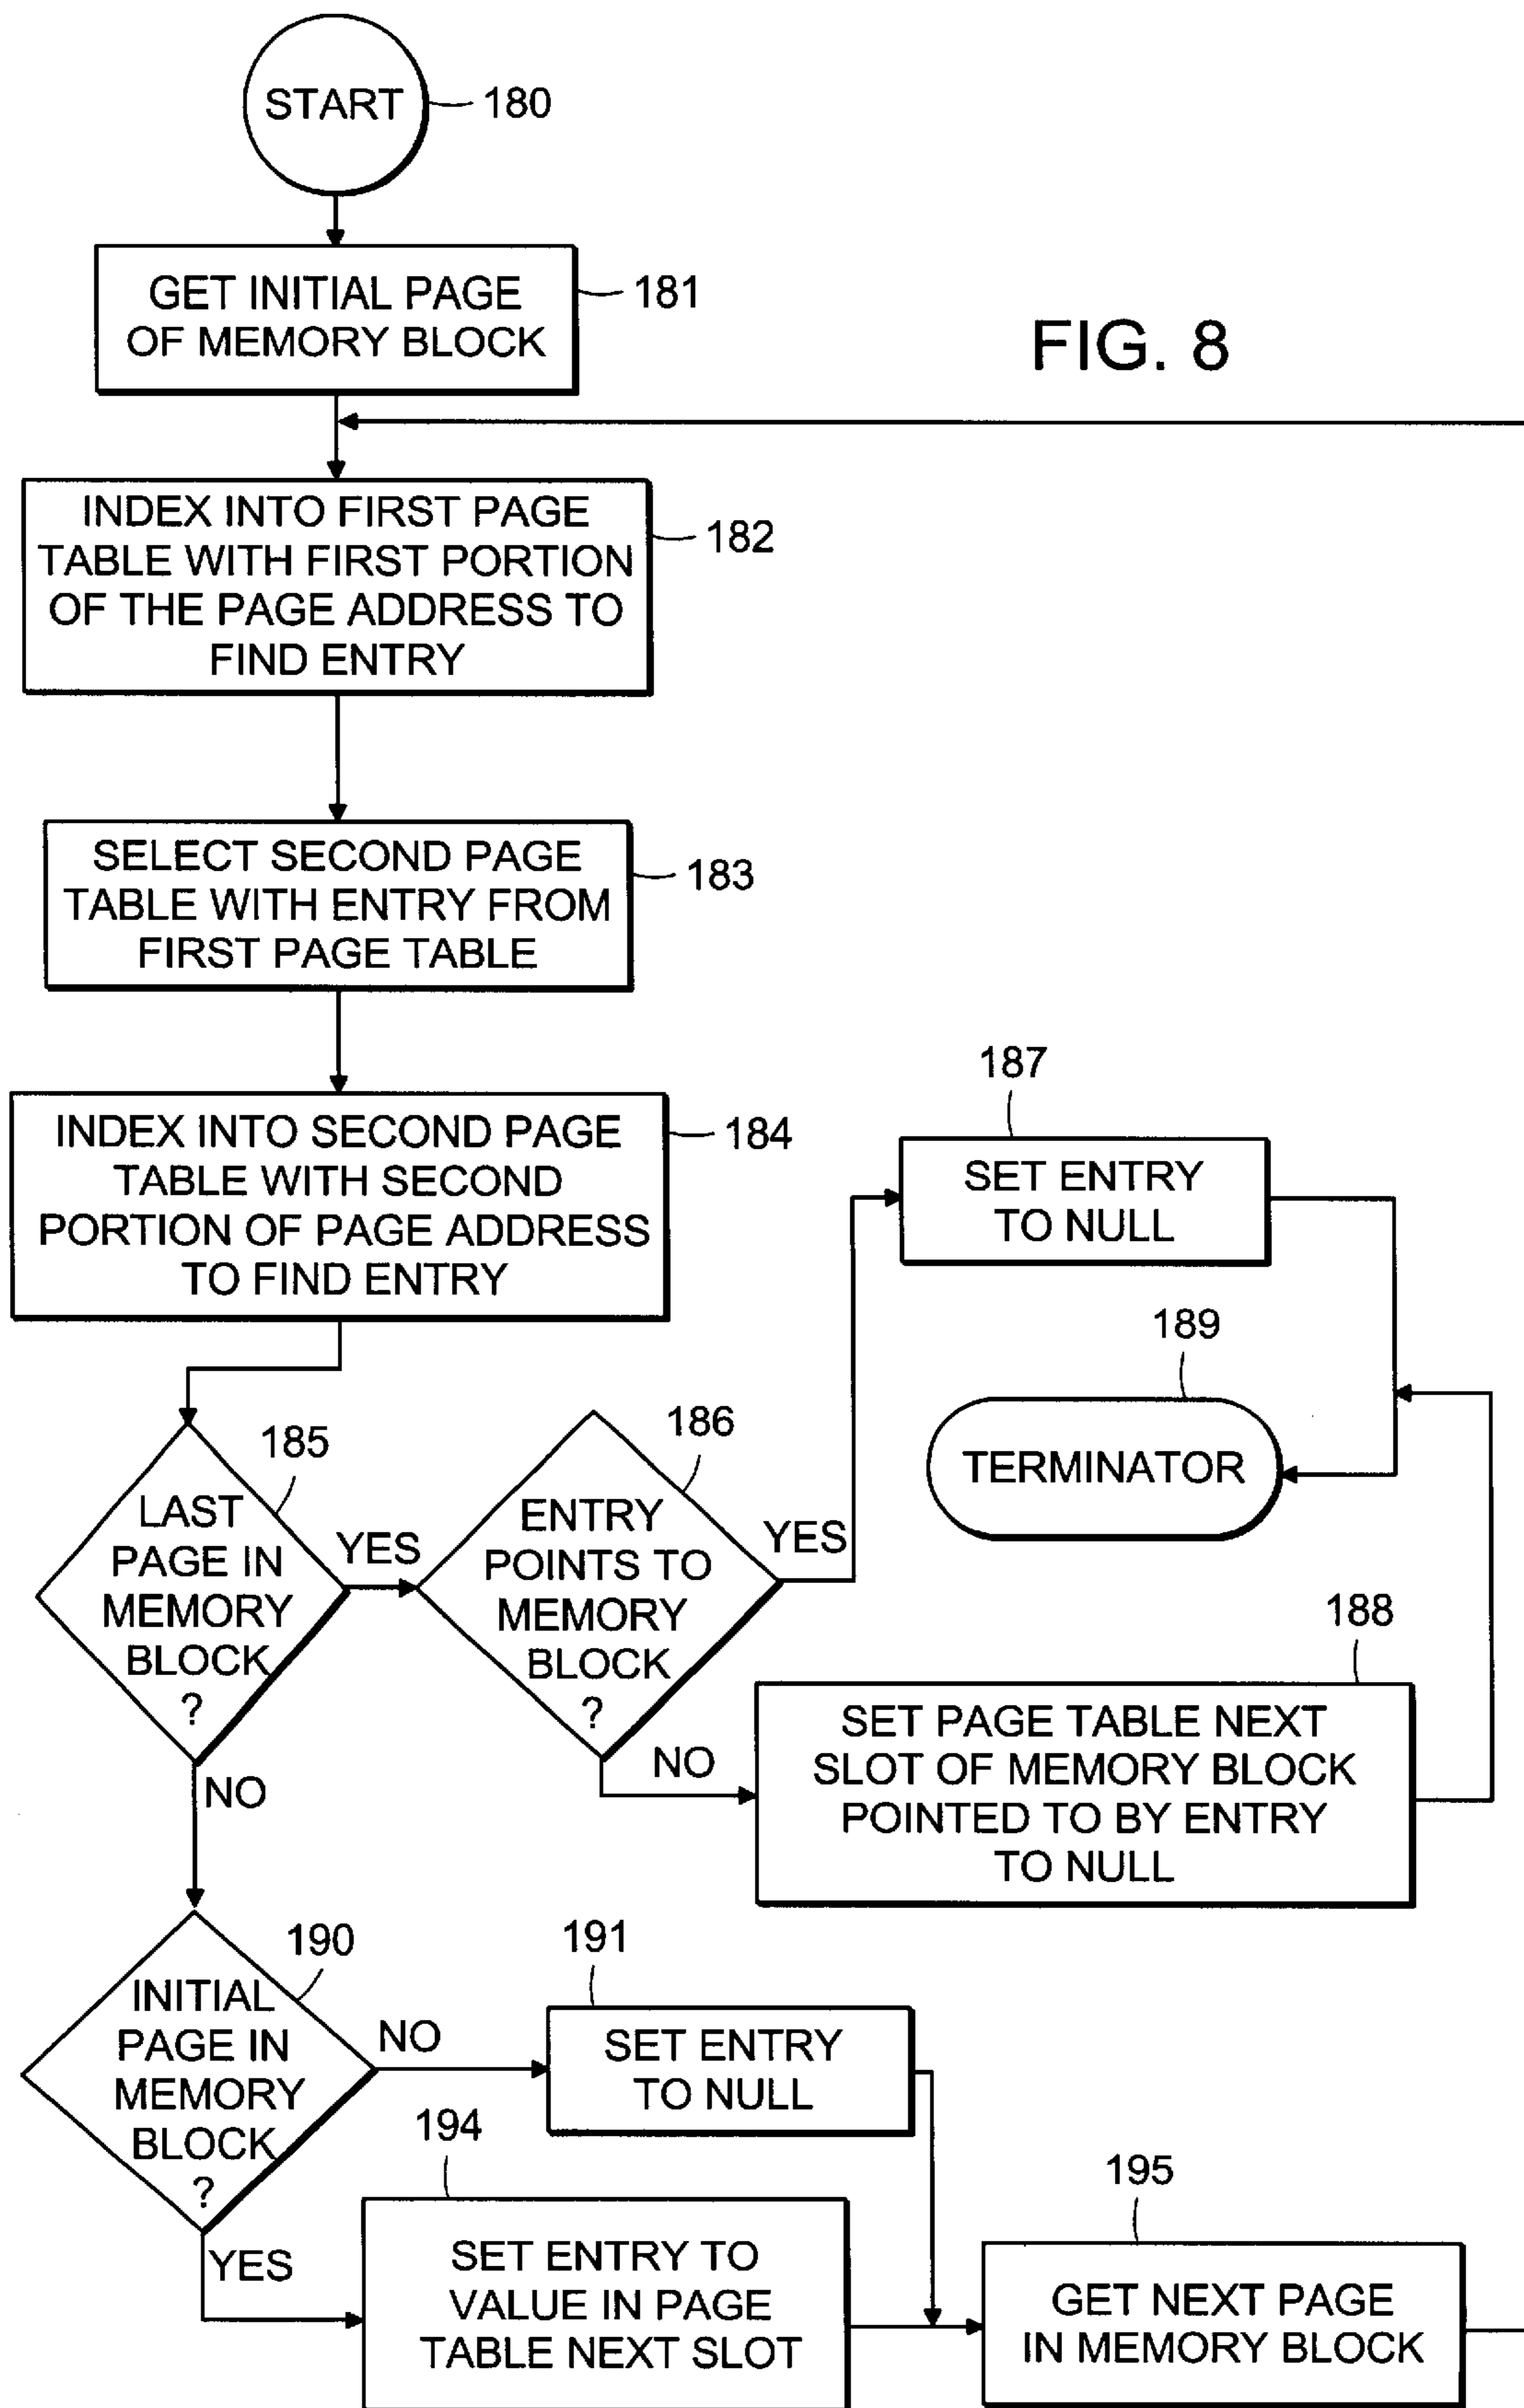 START
180
GET INITIAL PAGE
OF MEMORY BLOCK
181
FIG. 8
INDEX INTO FIRST PAGE
TABLE WITH FIRST PORTION
OF THE PAGE ADDRESS TO
FIND ENTRY
182
SELECT SECOND PAGE
TABLE WITH ENTRY FROM
FIRST PAGE TABLE
183
INDEX INTO SECOND PAGE
TABLE WITH SECOND
PORTION OF PAGE ADDRESS
TO FIND ENTRY
184
187
SET ENTRY
TO NULL
189
TERMINATOR
185
LAST
PAGE IN
MEMORY
BLOCK
?
YES
186
ENTRY
POINTS TO
MEMORY
BLOCK
?
YES
NO
188
SET PAGE TABLE NEXT
SLOT OF MEMORY BLOCK
POINTED TO BY ENTRY
TO NULL
NO
190
INITIAL
PAGE IN
MEMORY
BLOCK
?
NO
191
SET ENTRY
TO NULL
YES
194
SET ENTRY TO
VALUE IN PAGE
TABLE NEXT SLOT
195
GET NEXT PAGE
IN MEMORY BLOCK